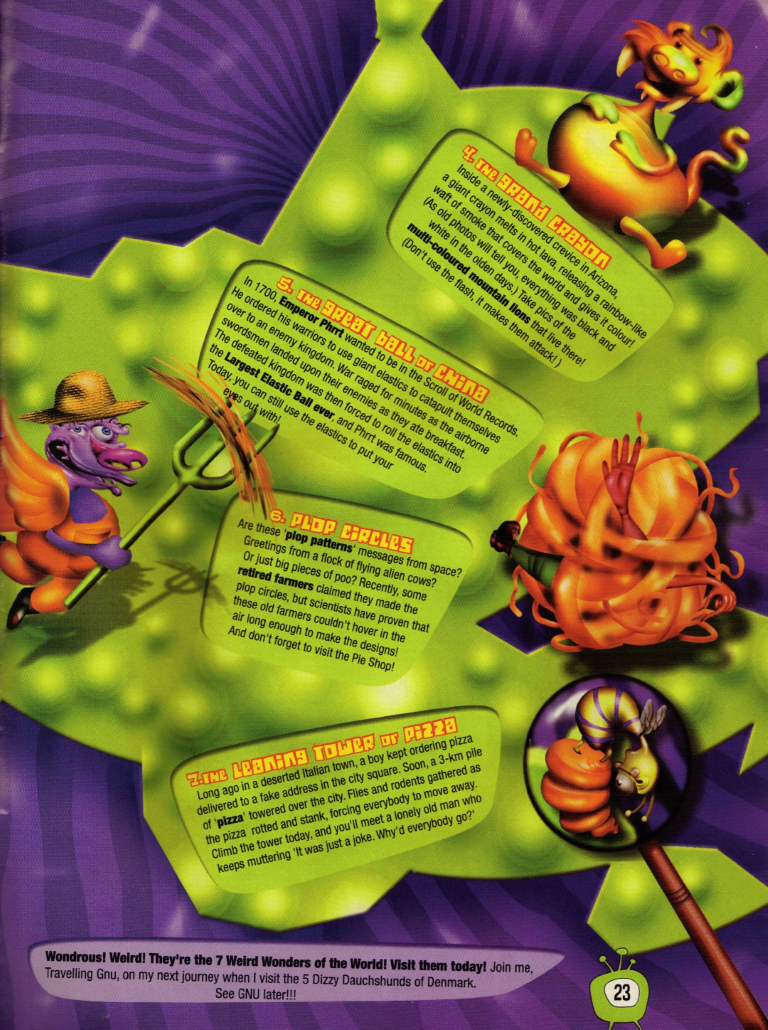 4. THE GRAND CRAYON
Inside a newly-discovered crevice in Arizona,
a giant crayon melts in hot lava, releasing a rainbow-like
waft of smoke that covers the world and gives it colour!
(As old photos will tell you, everything was black and
white in the olden days.) Take pics of the
multi-coloured mountain lions that live there!
(Don't use the flash, it makes them attack!)
5. THE GREAT BALL OF CHINA
In 1700, Emperor Phrrt wanted to be in the Scroll of World Records.
He ordered his warriors to use giant elastics to catapult themselves
over to an enemy kingdom. War raged for minutes as the airborne
swordsmen landed upon their enemies as they ate breakfast.
The defeated kingdom was then forced to roll the elastics into
the Largest Elastic Ball ever, and Phrrt was famous.
Today, you can still use the elastics to put your
eyes out with!
6. PLOP CIRCLES
Are these 'plop patterns' messages from space?
Greetings from a flock of flying alien cows?
Or just big pieces of poo? Recently, some
retired farmers claimed they made the
plop circles, but scientists have proven that
these old farmers couldn't hover in the
air long enough to make the designs!
And don't forget to visit the Pie Shop!
7. THE LEANING TOWER OF PIZZA
Long ago in a deserted Italian town, a boy kept ordering pizza
delivered to a fake address in the city square. Soon, a 3-km pile
of 'pizza' towered over the city. Flies and rodents gathered as
the pizza rotted and stank, forcing everybody to move away.
Climb the tower today, and you'll meet a lonely old man who
keeps muttering 'It was just a joke. Why'd everybody go?'
Wondrous! Weird! They're the 7 Weird Wonders of the World! Visit them today! Join me,
Travelling Gnu, on my next journey when I visit the 5 Dizzy Dauchshunds of Denmark.
See GNU later!!!
23